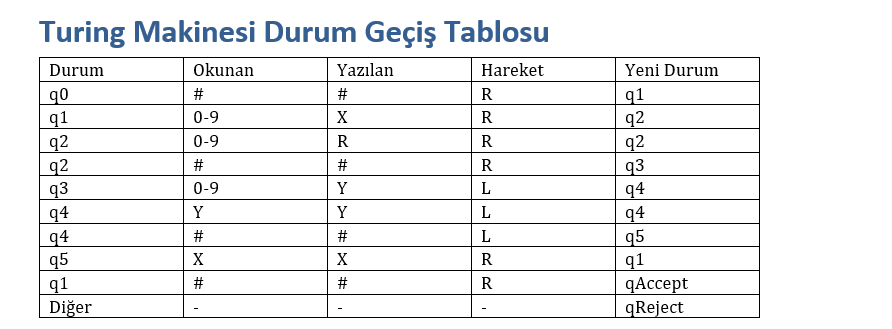 Turing Makinesi Durum Geçiş Tablosu
Durum Okunan Yazılan Hareket Yeni Durum
q0 # # R q1
q1 0-9 X R q2
q2 0-9 R R q2
q2 # # R q3
q3 0-9 Y L q4
q4 Y Y L q4
q4 # # L q5
q5 X X R q1
q1 # # R qAccept
Diğer - - - qReject